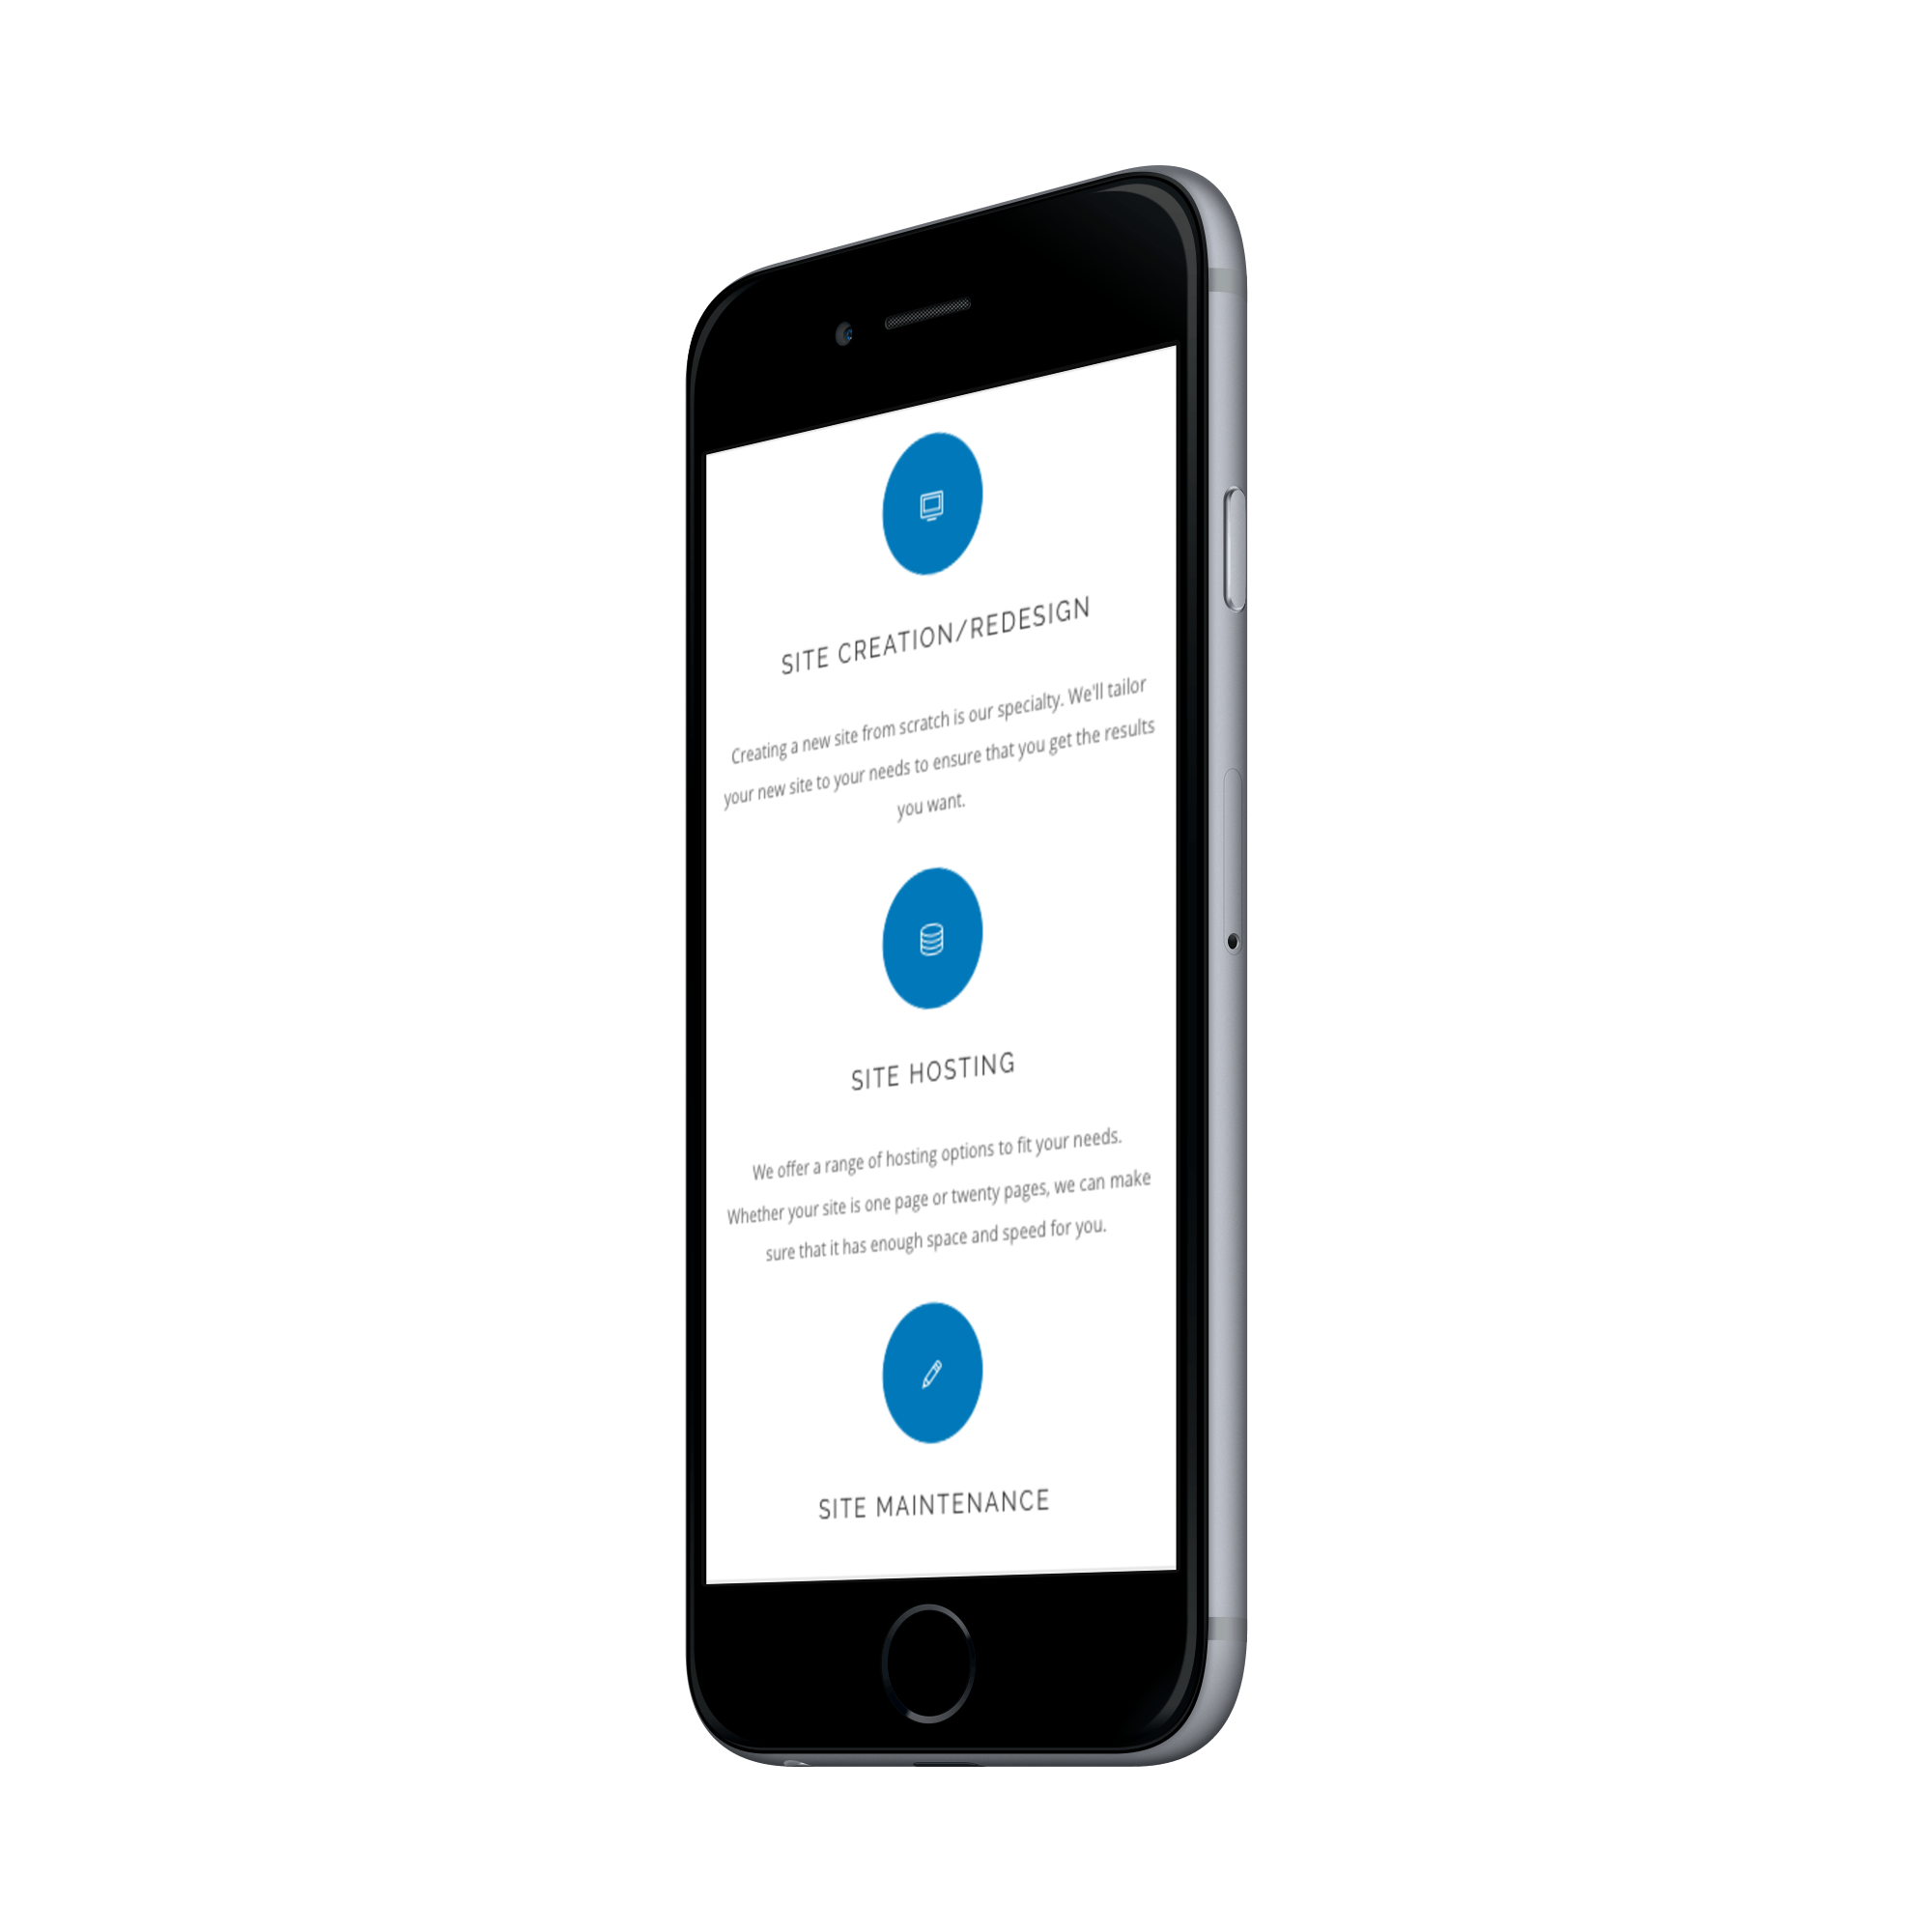 SITE CREATION/REDESIGN
Creating a new site from scratch is our specialty. We'll tailor
your new site to your needs to ensure that you get the results
you want.
SITE HOSTING
We offer a range of hosting options to fit your needs.
Whether your site is one page or twenty pages, we can make
sure that it has enough space and speed for you.
SITE MAINTENANCE